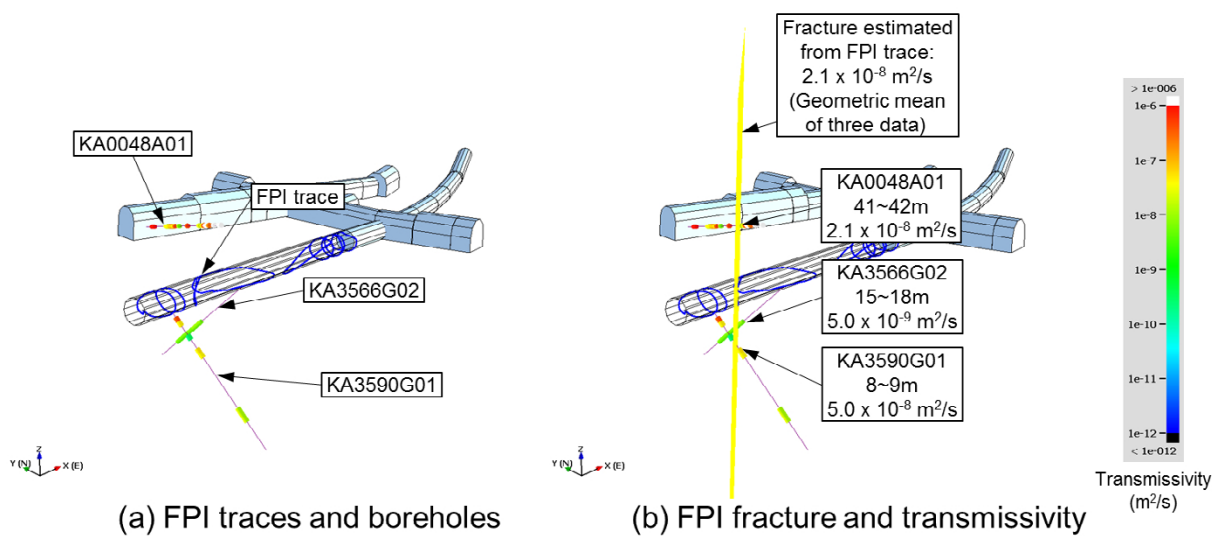 KA0048A01
FPI trace
KA3566G02
KA3590G01
Z
Y (N)
X (E)
(a) FPI traces and boreholes
Fracture estimated
from FPI trace:
2.1 x 10⁻⁸ m²/s
(Geometric mean
of three data)
KA0048A01
41~42m
2.1 x 10⁻⁸ m²/s
KA3566G02
15~18m
5.0 x 10⁻⁹ m²/s
KA3590G01
8~9m
5.0 x 10⁻⁸ m²/s
Z
Y (N)
X (E)
(b) FPI fracture and transmissivity
> 1e-006
1e-6
1e-7
1e-8
1e-9
1e-10
1e-11
1e-12
< 1e-012
Transmissivity
(m²/s)